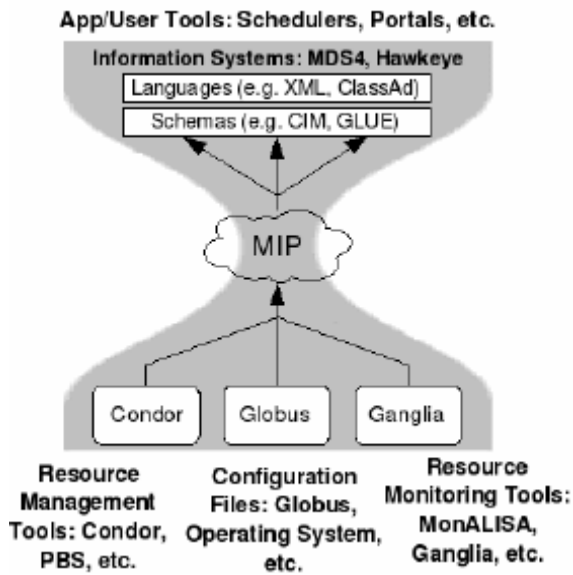 App/User Tools: Schedulers, Portals, etc.
Information Systems: MDS4, Hawkeye
Languages (e.g. XML, ClassAd)
Schemas (e.g. CIM, GLUE)
MIP
Condor
Globus
Ganglia
Resource
Management
Tools: Condor,
PBS, etc.
Configuration
Files: Globus,
Operating System,
etc.
Resource
Monitoring Tools:
MonALISA,
Ganglia, etc.